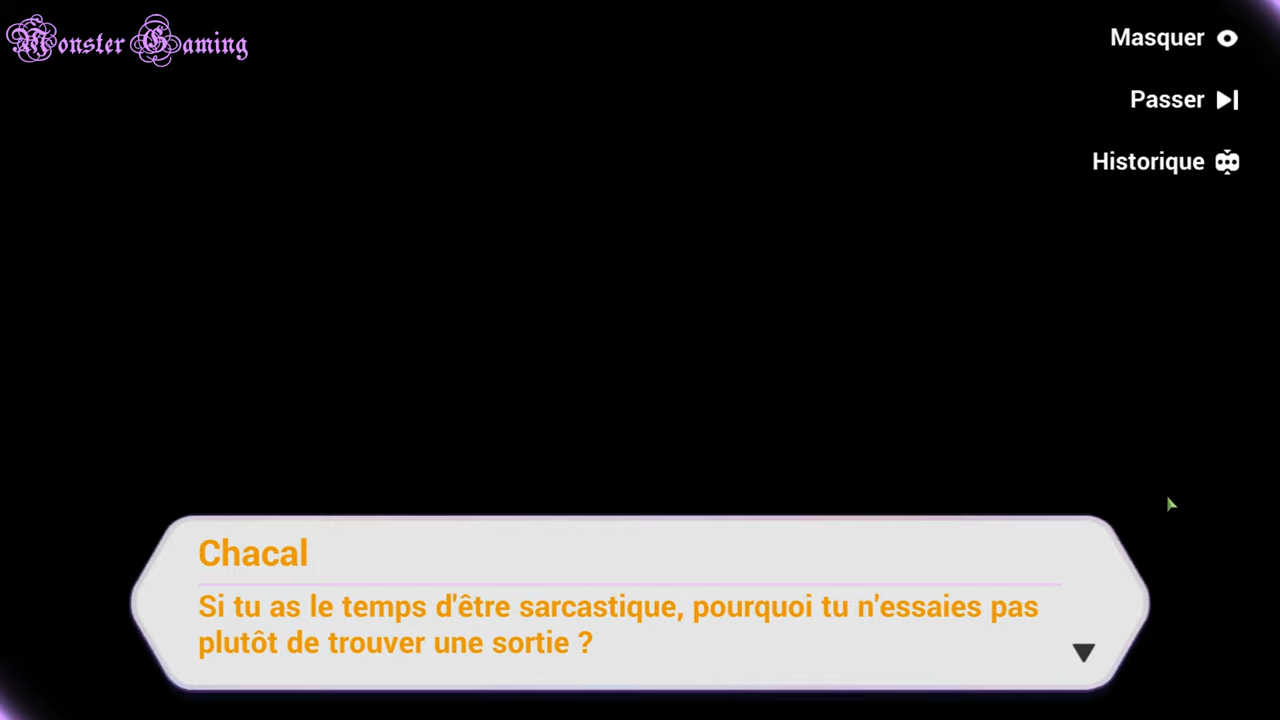 Monster Gaming
Masquer
Passer
Historique
Chacal
Si tu as le temps d'être sarcastique, pourquoi tu n'essaies pas
plutôt de trouver une sortie ?